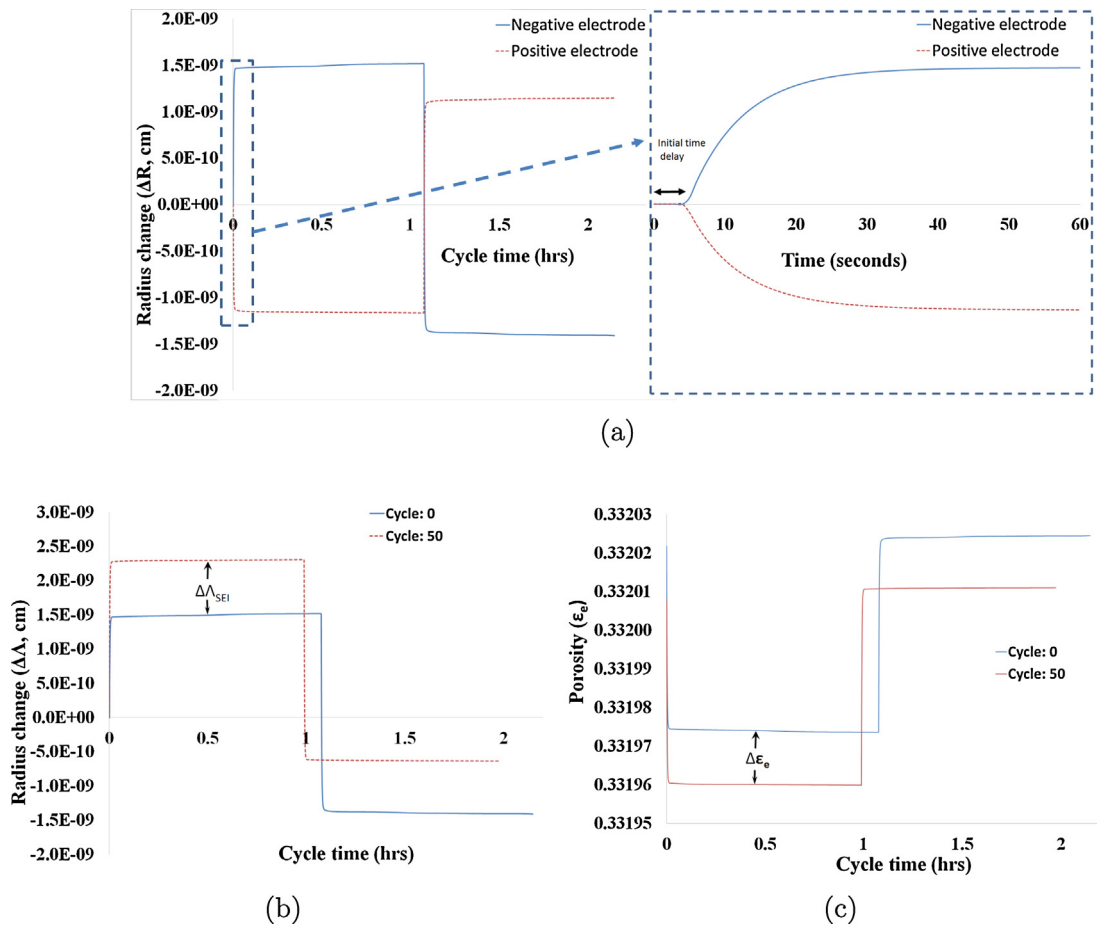 2.0E-09
1.5E-09
1.0E-09
5.0E-10
0.0E+00
-5.0E-10
-1.0E-09
-1.5E-09
-2.0E-09
Radius change (ΔR, cm)
Negative electrode
Positive electrode
0 0.5 1 1.5 2
Cycle time (hrs)
Negative electrode
Positive electrode
Initial time
delay
0 10 20 30 40 50 60
Time (seconds)
(a)
3.0E-09
2.5E-09
2.0E-09
1.5E-09
1.0E-09
5.0E-10
0.0E+00
-5.0E-10
-1.0E-09
-1.5E-09
-2.0E-09
Radius change (ΔΛ, cm)
Cycle: 0
Cycle: 50
ΔΛSEI
0 0.5 1 1.5 2
Cycle time (hrs)
(b)
0.33203
0.33202
0.33201
0.33200
0.33199
0.33198
0.33197
0.33196
0.33195
Porosity (εe)
Cycle: 0
Cycle: 50
Δεe
0 0.5 1 1.5 2
Cycle time (hrs)
(c)